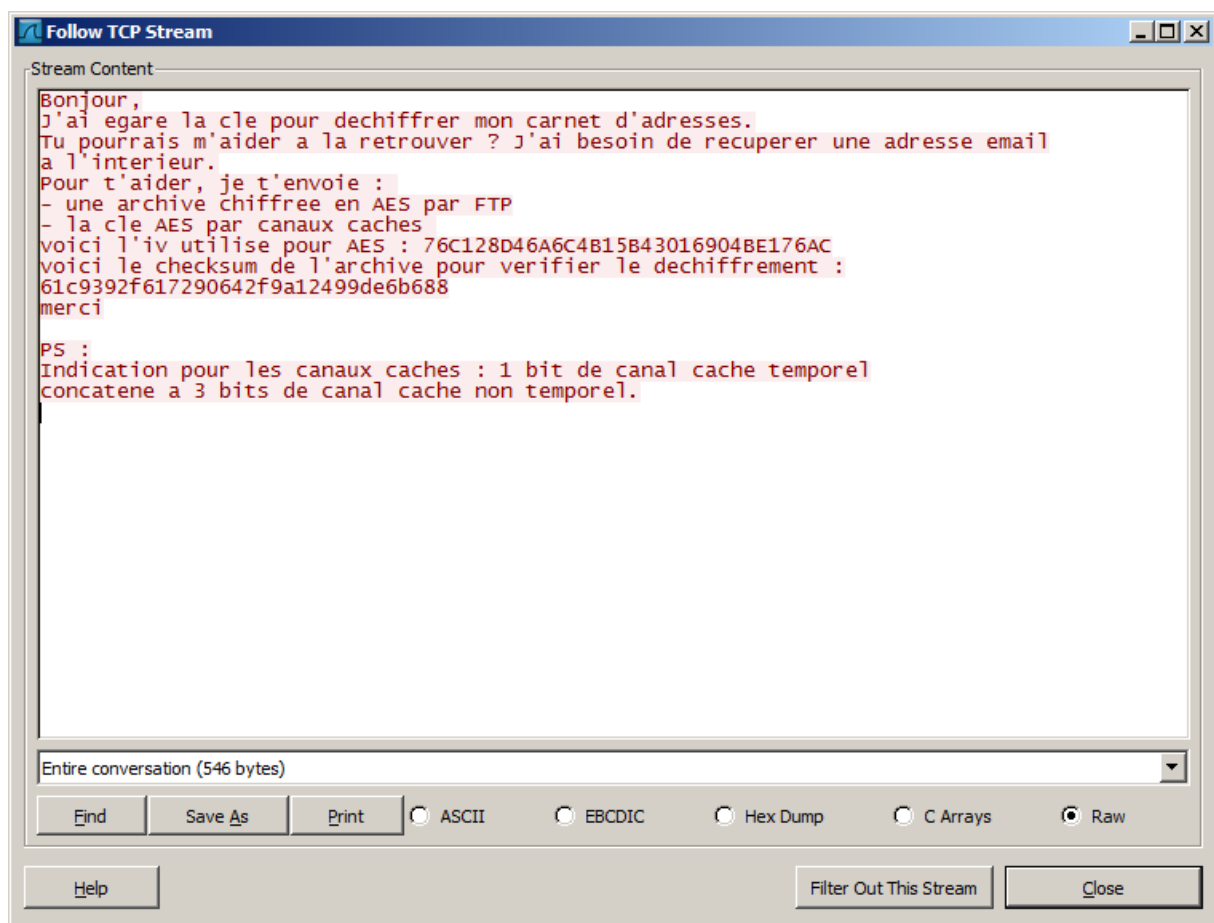 Follow TCP Stream
Stream Content
Bonjour,
J'ai egare la cle pour dechiffrer mon carnet d'adresses.
Tu pourrais m'aider a la retrouver ? J'ai besoin de recuperer une adresse email
a l'interieur.
Pour t'aider, je t'envoie :
- une archive chiffree en AES par FTP
- la cle AES par canaux caches
voici l'iv utilise pour AES : 76C128D46A6C4B15B43016904BE176AC
voici le checksum de l'archive pour verifier le dechiffrement :
61c9392f617290642f9a12499de6b688
merci
PS :
Indication pour les canaux caches : 1 bit de canal cache temporel
concatene a 3 bits de canal cache non temporel.
Entire conversation (546 bytes)
Find Save As Print ASCII EBCDIC Hex Dump C Arrays Raw
Help Filter Out This Stream Close